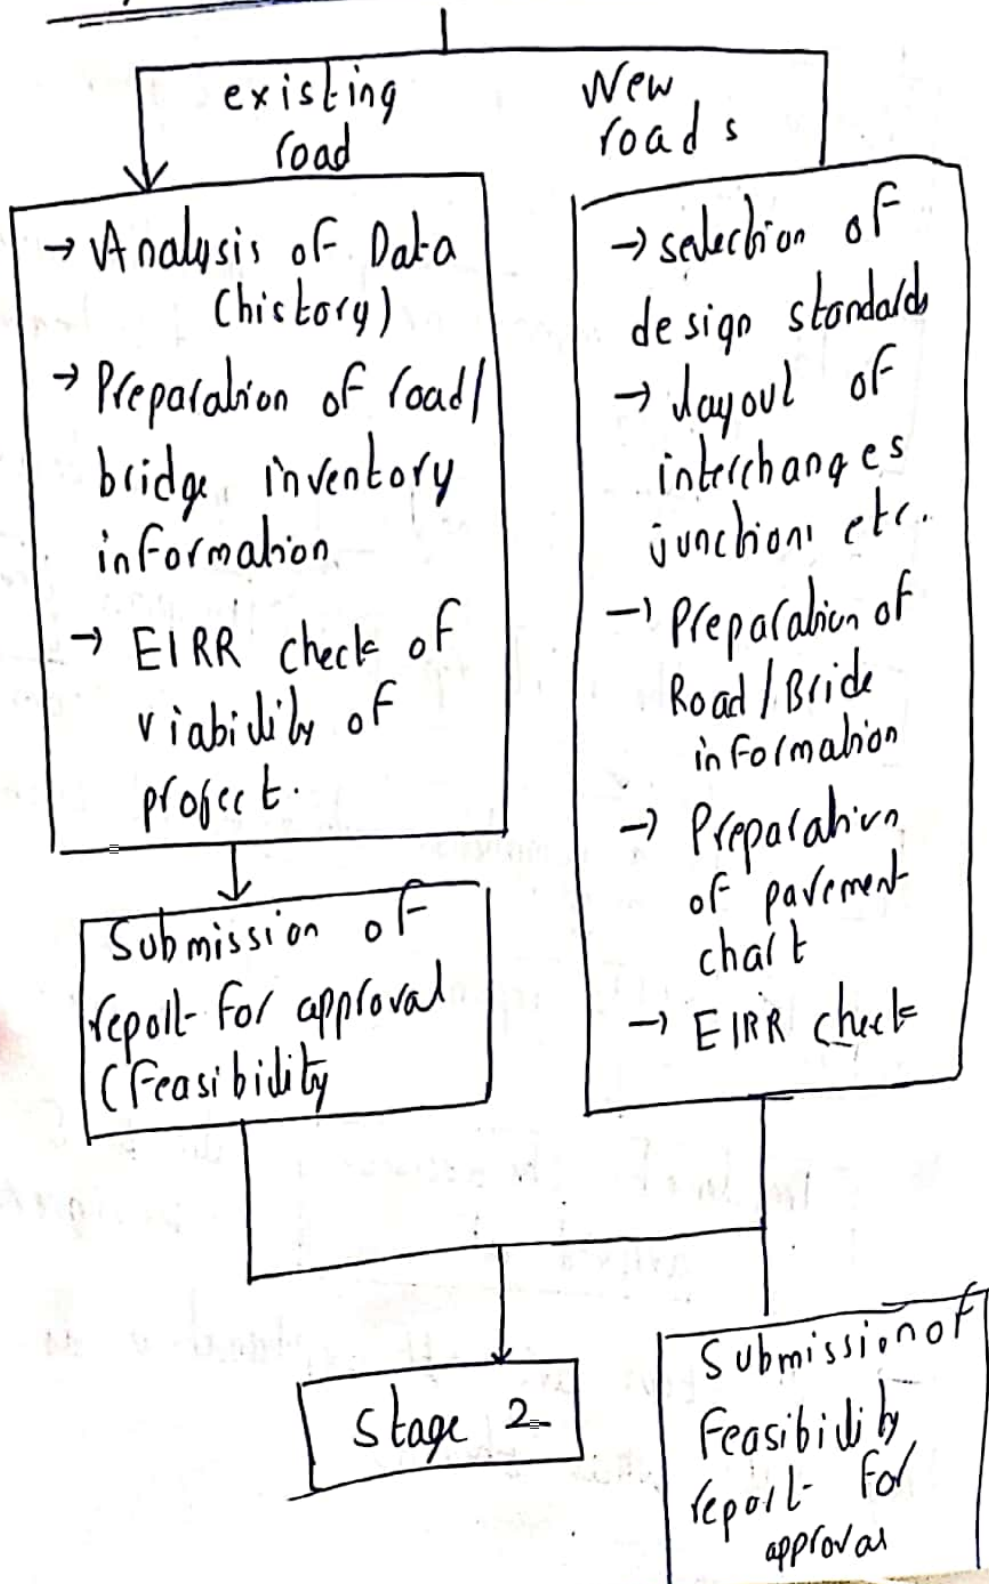 existing
road
New
roads
→ Analysis of Data
(history)
→ Preparation of road/
bridge inventory
information
→ EIRR check of
viability of
project.
Submission of
report for approval
(Feasibility
→ selection of
design standards
→ layout of
interchanges
junctions etc.
→ Preparation of
Road/Bride
information
→ Preparation
of pavement
chart
→ EIRR check
Stage 2
Submission of
Feasibility
report for
approval